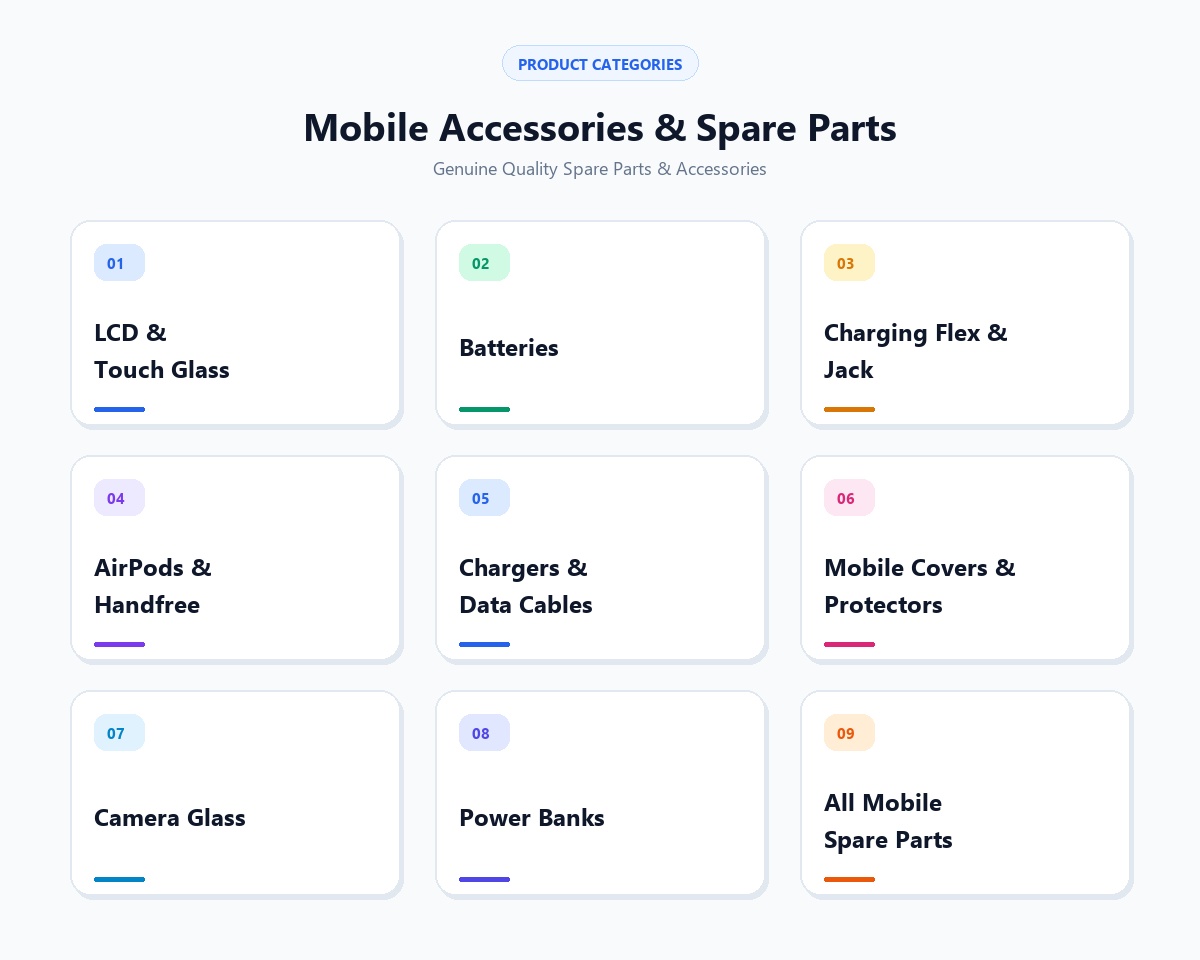 PRODUCT CATEGORIES
Mobile Accessories & Spare Parts
Genuine Quality Spare Parts & Accessories
01
LCD &
Touch Glass
02
Batteries
03
Charging Flex &
Jack
04
AirPods &
Handfree
05
Chargers &
Data Cables
06
Mobile Covers &
Protectors
07
Camera Glass
08
Power Banks
09
All Mobile
Spare Parts